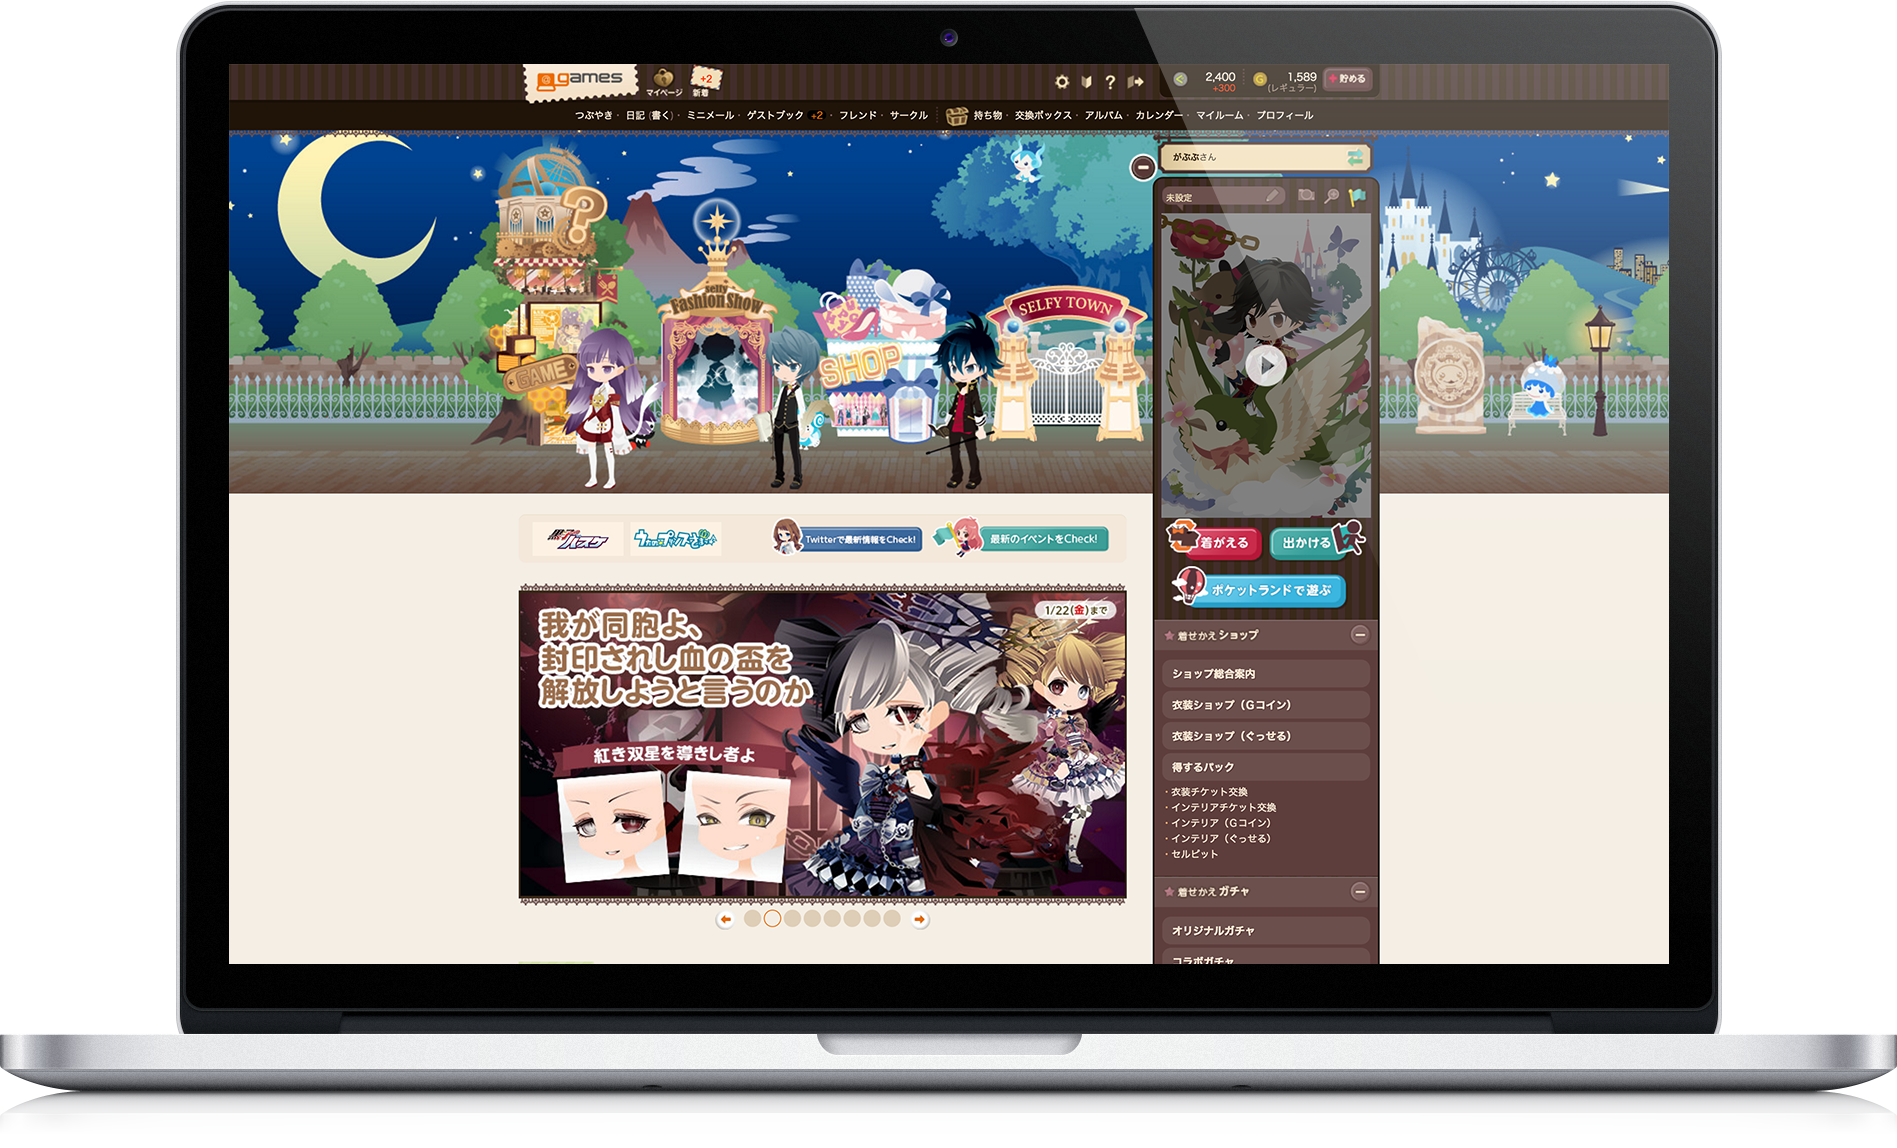 @games
マイページ
+2
新着
2,400
+300
1,589
(レギュラー)
+貯める
つぶやき・ 日記 (書く)・ ミニメール・ ゲストブック +2・ フレンド・ サークル
持ち物・ 交換ボックス・ アルバム・ カレンダー・ マイルーム・ プロフィール
がぶぶさん
未設定
?
selfy
Fashion Show
GAME
SHOP
SELFY TOWN
着がえる
出かける
ポケットランドで遊ぶ
黒子のバスケ
うたの☆プリンスさまっ♪
Twitterで最新情報をCheck!
最新のイベントをCheck!
1/22(金)まで
我が同胞よ、
封印されし血の盃を
解放しようと言うのか
紅き双星を導きし者よ
着せかえショップ
ショップ総合案内
衣装ショップ（Gコイン）
衣装ショップ（ぐっせる）
得するパック
・衣装チケット交換
・インテリアチケット交換
・インテリア（Gコイン）
・インテリア（ぐっせる）
・セルピット
着せかえガチャ
オリジナルガチャ
コラボガチャ